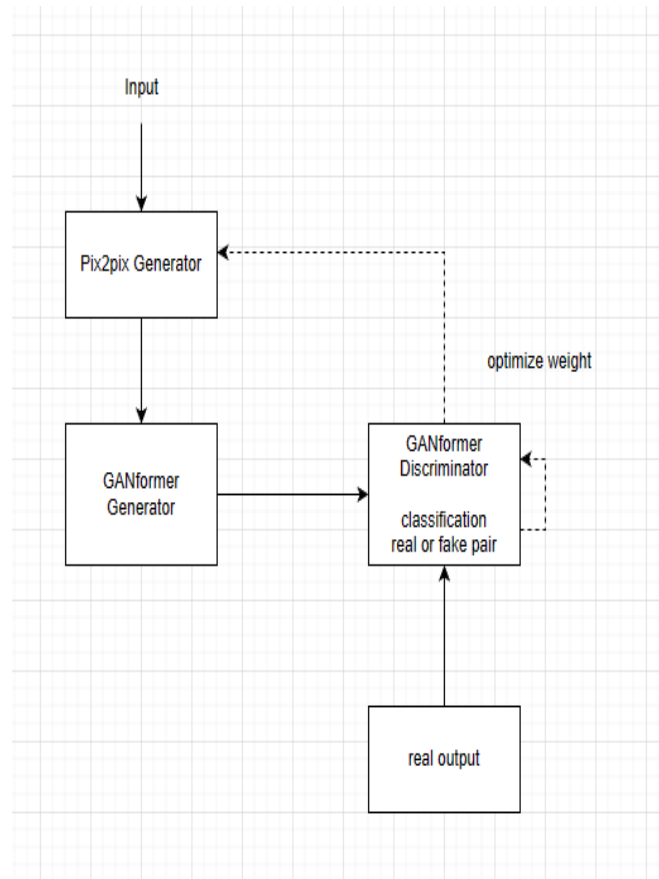 Input
Pix2pix Generator
optimize weight
GANformer
Generator
GANformer
Discriminator
classification
real or fake pair
real output